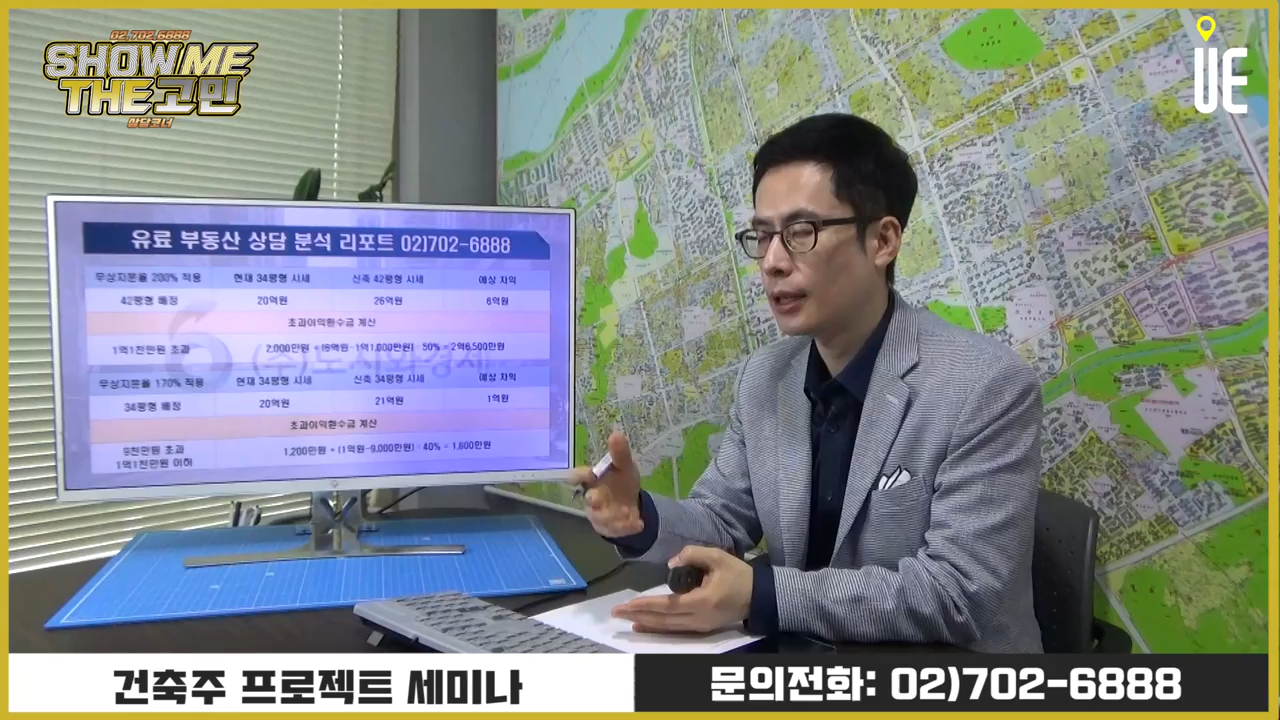 02.702.6888
SHOW ME
THE고민
상담코너
UE
유료 부동산 상담 분석 리포트 02)702-6888
무상지분율 200% 적용 현재 34평형 시세 신축 42평형 시세 예상 차익
42평형 배정 20억원 26억원 6억원
초과이익환수금 계산
1억1천만원 초과 2,000만원 + (6억원-1억1,000만원) · 50% = 2억6,500만원
(주)도시와경제
무상지분율 170% 적용 현재 34평형 시세 신축 34평형 시세 예상 차익
34평형 배정 20억원 21억원 1억원
초과이익환수금 계산
9천만원 초과
1억1천만원 이하 1,200만원 + (1억원-9,000만원) · 40% = 1,600만원
건축주 프로젝트 세미나
문의전화: 02)702-6888